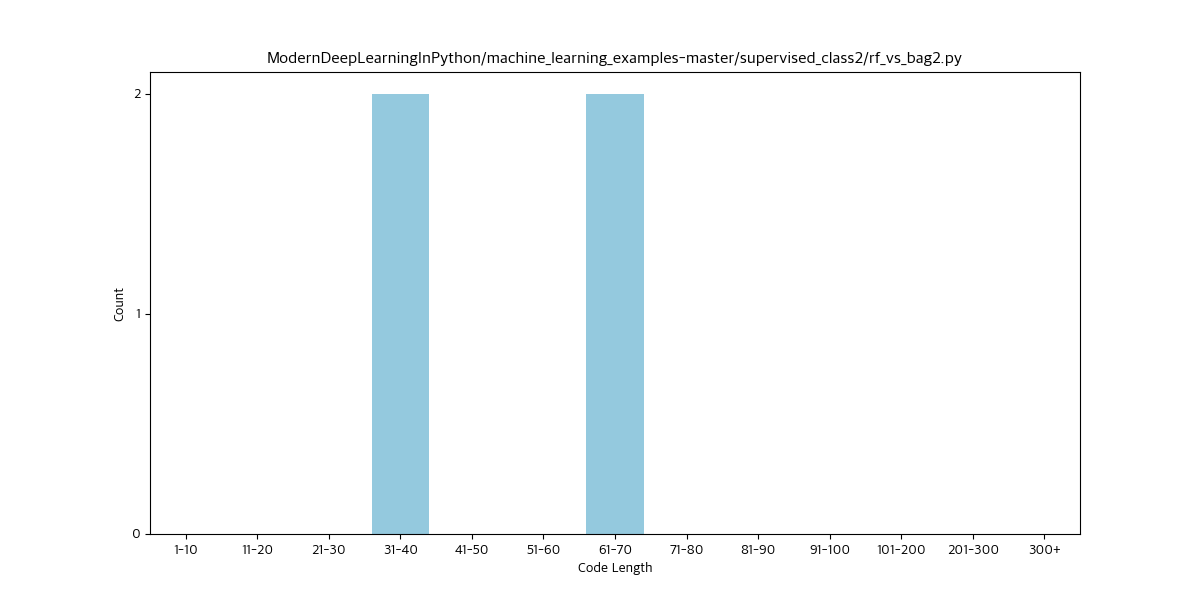 ModernDeepLearningInPython/machine_learning_examples-master/supervised_class2/rf_vs_bag2.py
2
1
0
Count
1-10 11-20 21-30 31-40 41-50 51-60 61-70 71-80 81-90 91-100 101-200 201-300 300+
Code Length